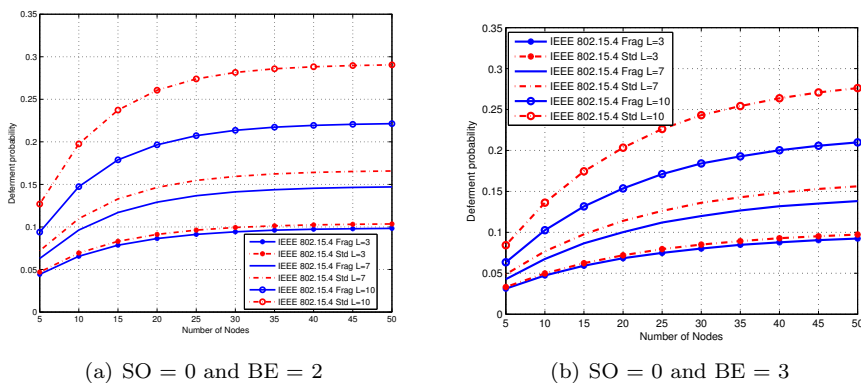 0.35
0.3
0.25
0.2
0.15
0.1
0.05
0
Deferment probability
5 10 15 20 25 30 35 40 45 50
Number of Nodes
IEEE 802.15.4 Frag L=3
IEEE 802.15.4 Std L=3
IEEE 802.15.4 Frag L=7
IEEE 802.15.4 Std L=7
IEEE 802.15.4 Frag L=10
IEEE 802.15.4 Std L=10
(a) SO = 0 and BE = 2
0.35
0.3
0.25
0.2
0.15
0.1
0.05
0
Deferment probability
IEEE 802.15.4 Frag L=3
IEEE 802.15.4 Std L=3
IEEE 802.15.4 Frag L=7
IEEE 802.15.4 Std L=7
IEEE 802.15.4 Frag L=10
IEEE 802.15.4 Std L=10
5 10 15 20 25 30 35 40 45 50
Number of Nodes
(b) SO = 0 and BE = 3